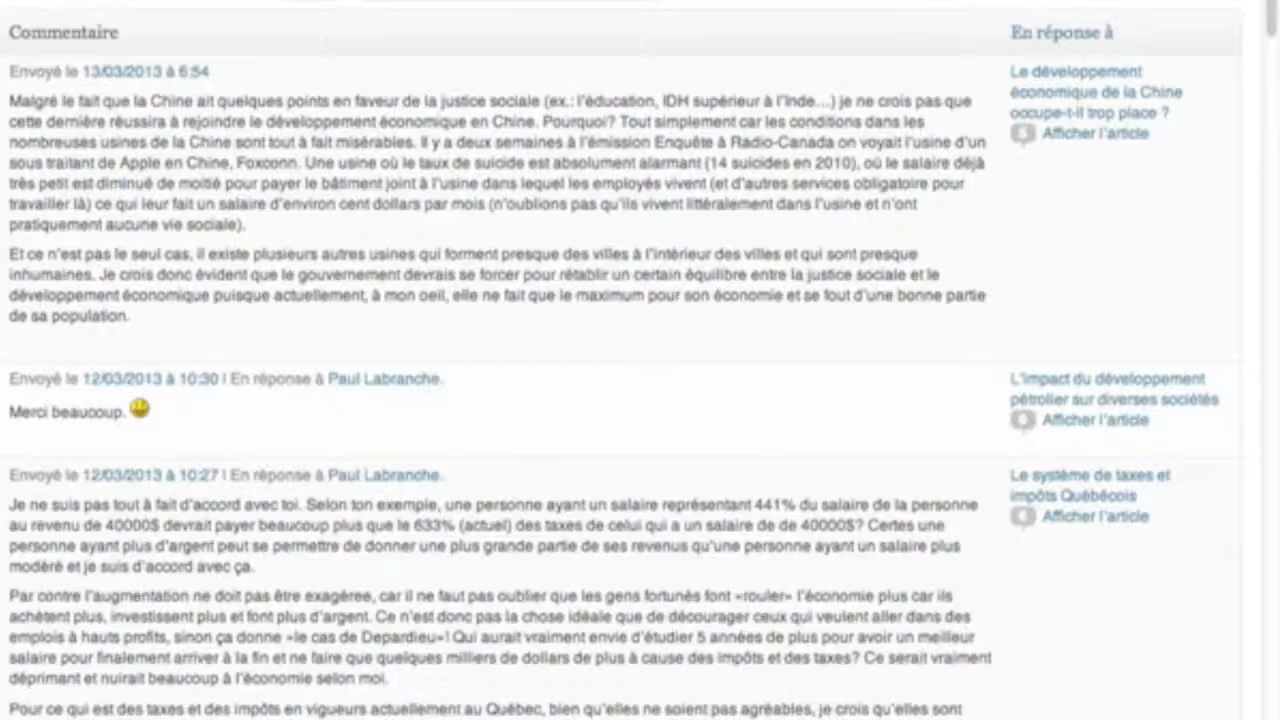 Commentaire
En réponse à
Envoyé le 13/03/2013 à 6:54
Malgré le fait que la Chine ait quelques points en faveur de la justice sociale (ex.: l'éducation, IDH supérieur à l'Inde…) je ne crois pas que
cette dernière réussira à rejoindre le développement économique en Chine. Pourquoi? Tout simplement car les conditions dans les
nombreuses usines de la Chine sont tout à fait misérables. Il y a deux semaines à l'émission Enquête à Radio-Canada on voyait l'usine d'un
sous traitant de Apple en Chine, Foxconn. Une usine où le taux de suicide est absolument alarmant (14 suicides en 2010), où le salaire déjà
très petit est diminué de moitié pour payer le bâtiment joint à l'usine dans lequel les employés vivent (et d'autres services obligatoire pour
travailler là) ce qui leur fait un salaire d'environ cent dollars par mois (n'oublions pas qu'ils vivent littéralement dans l'usine et n'ont
pratiquement aucune vie sociale).
Et ce n'est pas le seul cas, il existe plusieurs autres usines qui forment presque des villes à l'intérieur des villes et qui sont presque
inhumaines. Je crois donc évident que le gouvernement devrais se forcer pour rétablir un certain équilibre entre la justice sociale et le
développement économique puisque actuellement, à mon oeil, elle ne fait que le maximum pour son économie et se fout d'une bonne partie
de sa population.
Le développement
économique de la Chine
occupe-t-il trop place ?
Afficher l'article
Envoyé le 12/03/2013 à 10:30 | En réponse à Paul Labranche.
Merci beaucoup.
L'impact du développement
pétrolier sur diverses sociétés
0 Afficher l'article
Envoyé le 12/03/2013 à 10:27 | En réponse à Paul Labranche.
Je ne suis pas tout à fait d'accord avec toi. Selon ton exemple, une personne ayant un salaire représentant 441% du salaire de la personne
au revenu de 40000$ devrait payer beaucoup plus que le 633% (actuel) des taxes de celui qui a un salaire de de 40000$? Certes une
personne ayant plus d'argent peut se permettre de donner une plus grande partie de ses revenus qu'une personne ayant un salaire plus
modéré et je suis d'accord avec ça.
Par contre l'augmentation ne doit pas être exagérée, car il ne faut pas oublier que les gens fortunés font «rouler» l'économie plus car ils
achètent plus, investissent plus et font plus d'argent. Ce n'est donc pas la chose idéale que de décourager ceux qui veulent aller dans des
emplois à hauts profits, sinon ça donne «le cas de Depardieu»! Qui aurait vraiment envie d'étudier 5 années de plus pour avoir un meilleur
salaire pour finalement arriver à la fin et ne faire que quelques milliers de dollars de plus à cause des impôts et des taxes? Ce serait vraiment
déprimant et nuirait beaucoup à l'économie selon moi.
Pour ce qui est des taxes et des impôts en vigueurs actuellement au Québec, bien qu'elles ne soient pas agréables, je crois qu'elles sont
Le système de taxes et
impôts Québécois
Afficher l'article